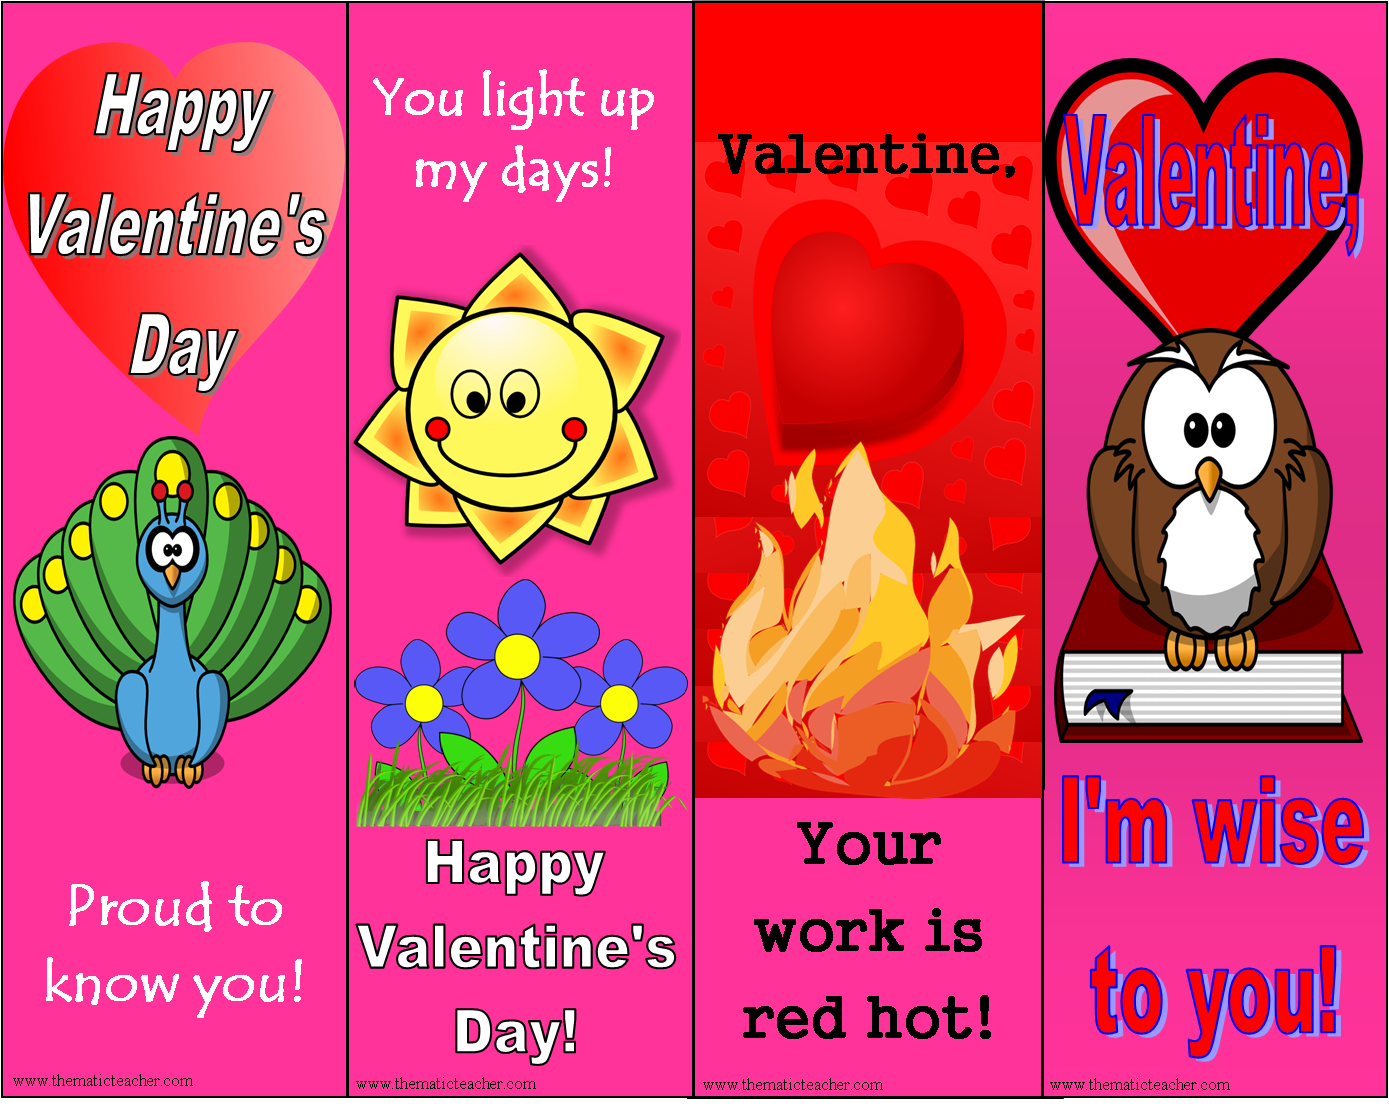 Happy
Valentine's
Day
Proud to
know you!
www.thematicteacher.com
You light up
my days!
Happy
Valentine's
Day!
www.thematicteacher.com
Valentine,
Your
work is
red hot!
www.thematicteacher.com
Valentine,
I'm wise
to you!
www.thematicteacher.com